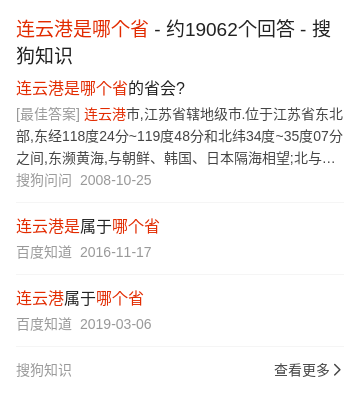 连云港是哪个省 - 约19062个回答 - 搜
狗知识
连云港是哪个省的省会?
[最佳答案] 连云港市,江苏省辖地级市.位于江苏省东北
部,东经118度24分~119度48分和北纬34度~35度07分
之间,东濒黄海,与朝鲜、韩国、日本隔海相望;北与…
搜狗问问 2008-10-25
连云港是属于哪个省
百度知道 2016-11-17
连云港属于哪个省
百度知道 2019-03-06
搜狗知识 查看更多